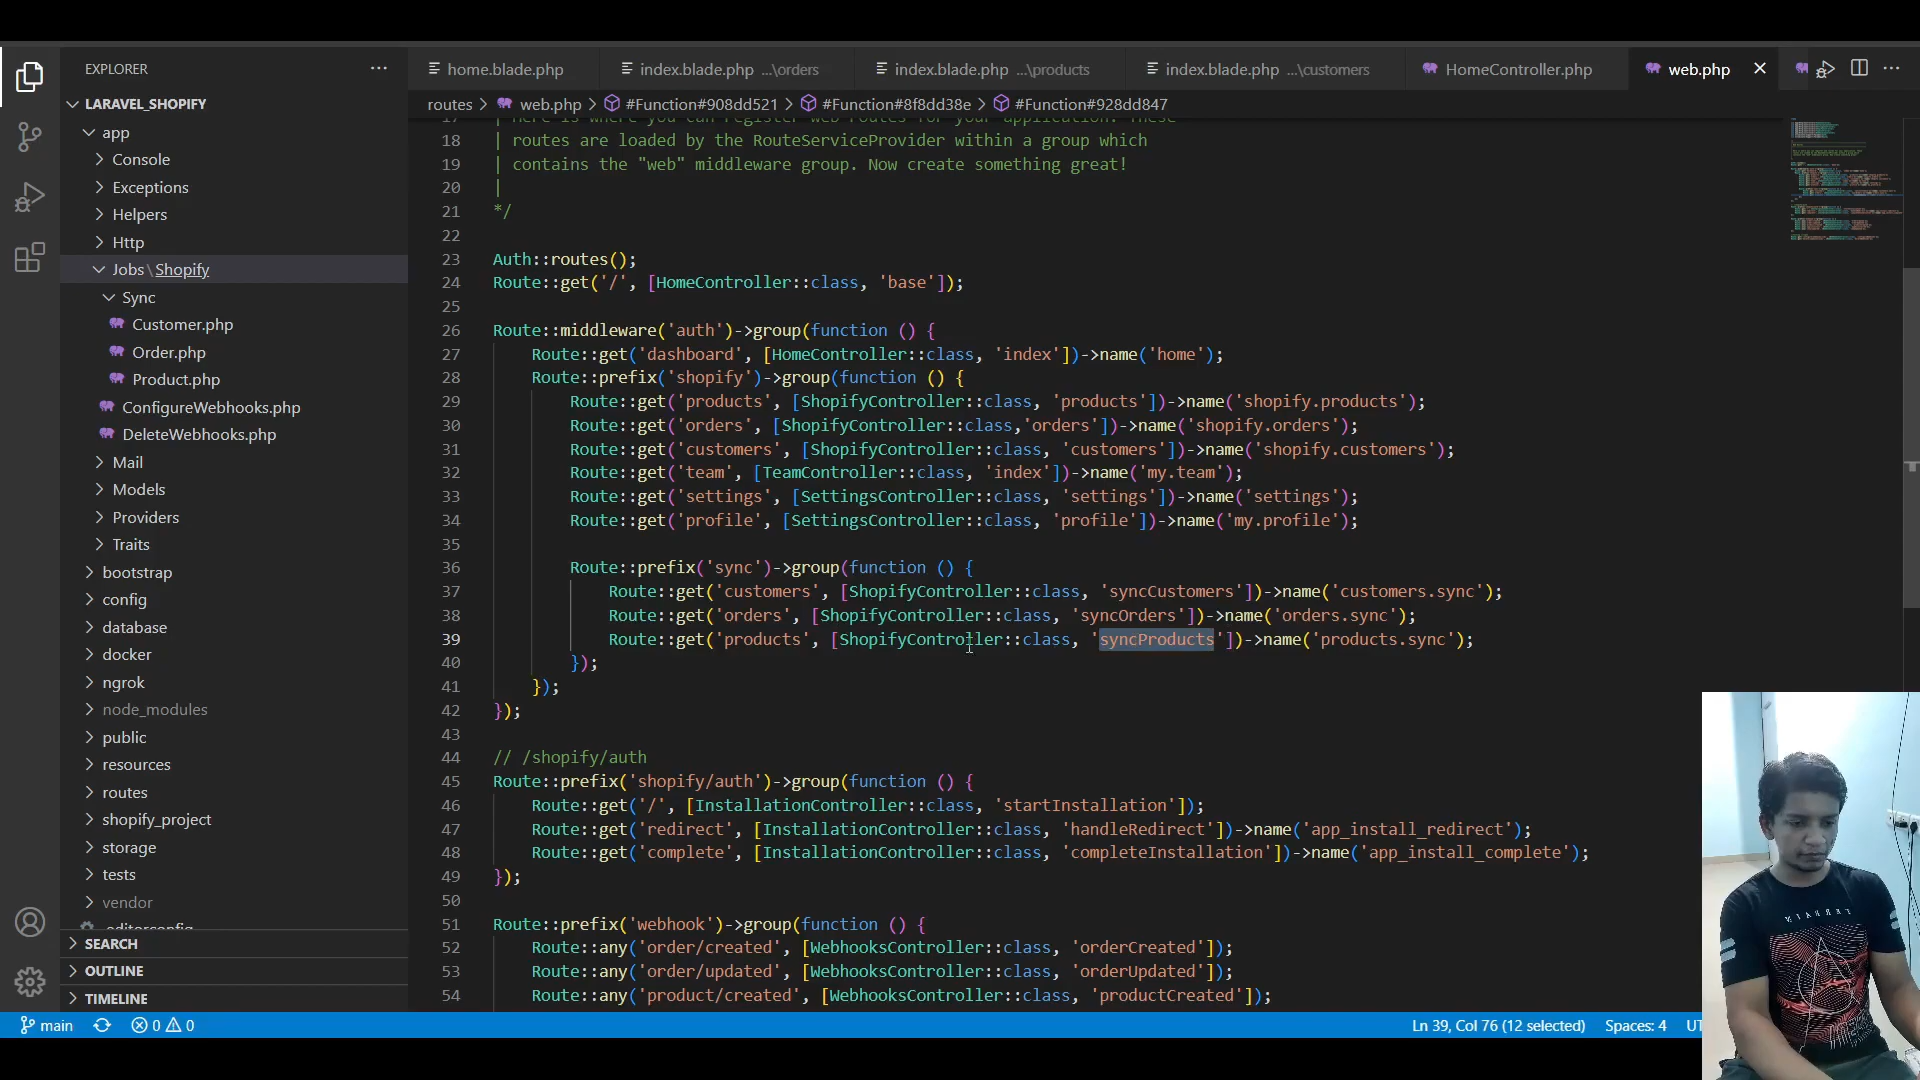 EXPLORER
LARAVEL_SHOPIFY
app
Console
Exceptions
Helpers
Http
Jobs\Shopify
Sync
Customer.php
Order.php
Product.php
ConfigureWebhooks.php
DeleteWebhooks.php
Mail
Models
Providers
Traits
bootstrap
config
database
docker
ngrok
node_modules
public
resources
routes
shopify_project
storage
tests
vendor
.editorconfig
SEARCH
OUTLINE
TIMELINE
home.blade.php index.blade.php ...\orders index.blade.php ...\products index.blade.php ...\customers HomeController.php web.php
routes > web.php > #Function#908dd521 > #Function#8f8dd38e > #Function#928dd847
17 | Here is where you can register web routes for your application. These
18 | routes are loaded by the RouteServiceProvider within a group which
19 | contains the "web" middleware group. Now create something great!
20 |
21 */
22
23 Auth::routes();
24 Route::get('/', [HomeController::class, 'base']);
25
26 Route::middleware('auth')->group(function () {
27 Route::get('dashboard', [HomeController::class, 'index'])->name('home');
28 Route::prefix('shopify')->group(function () {
29 Route::get('products', [ShopifyController::class, 'products'])->name('shopify.products');
30 Route::get('orders', [ShopifyController::class,'orders'])->name('shopify.orders');
31 Route::get('customers', [ShopifyController::class, 'customers'])->name('shopify.customers');
32 Route::get('team', [TeamController::class, 'index'])->name('my.team');
33 Route::get('settings', [SettingsController::class, 'settings'])->name('settings');
34 Route::get('profile', [SettingsController::class, 'profile'])->name('my.profile');
35
36 Route::prefix('sync')->group(function () {
37 Route::get('customers', [ShopifyController::class, 'syncCustomers'])->name('customers.sync');
38 Route::get('orders', [ShopifyController::class, 'syncOrders'])->name('orders.sync');
39 Route::get('products', [ShopifyController::class, 'syncProducts'])->name('products.sync');
40 });
41 });
42 });
43
44 // /shopify/auth
45 Route::prefix('shopify/auth')->group(function () {
46 Route::get('/', [InstallationController::class, 'startInstallation']);
47 Route::get('redirect', [InstallationController::class, 'handleRedirect'])->name('app_install_redirect');
48 Route::get('complete', [InstallationController::class, 'completeInstallation'])->name('app_install_complete');
49 });
50
51 Route::prefix('webhook')->group(function () {
52 Route::any('order/created', [WebhooksController::class, 'orderCreated']);
53 Route::any('order/updated', [WebhooksController::class, 'orderUpdated']);
54 Route::any('product/created', [WebhooksController::class, 'productCreated']);
main 0 0 Ln 39, Col 76 (12 selected) Spaces: 4 UT